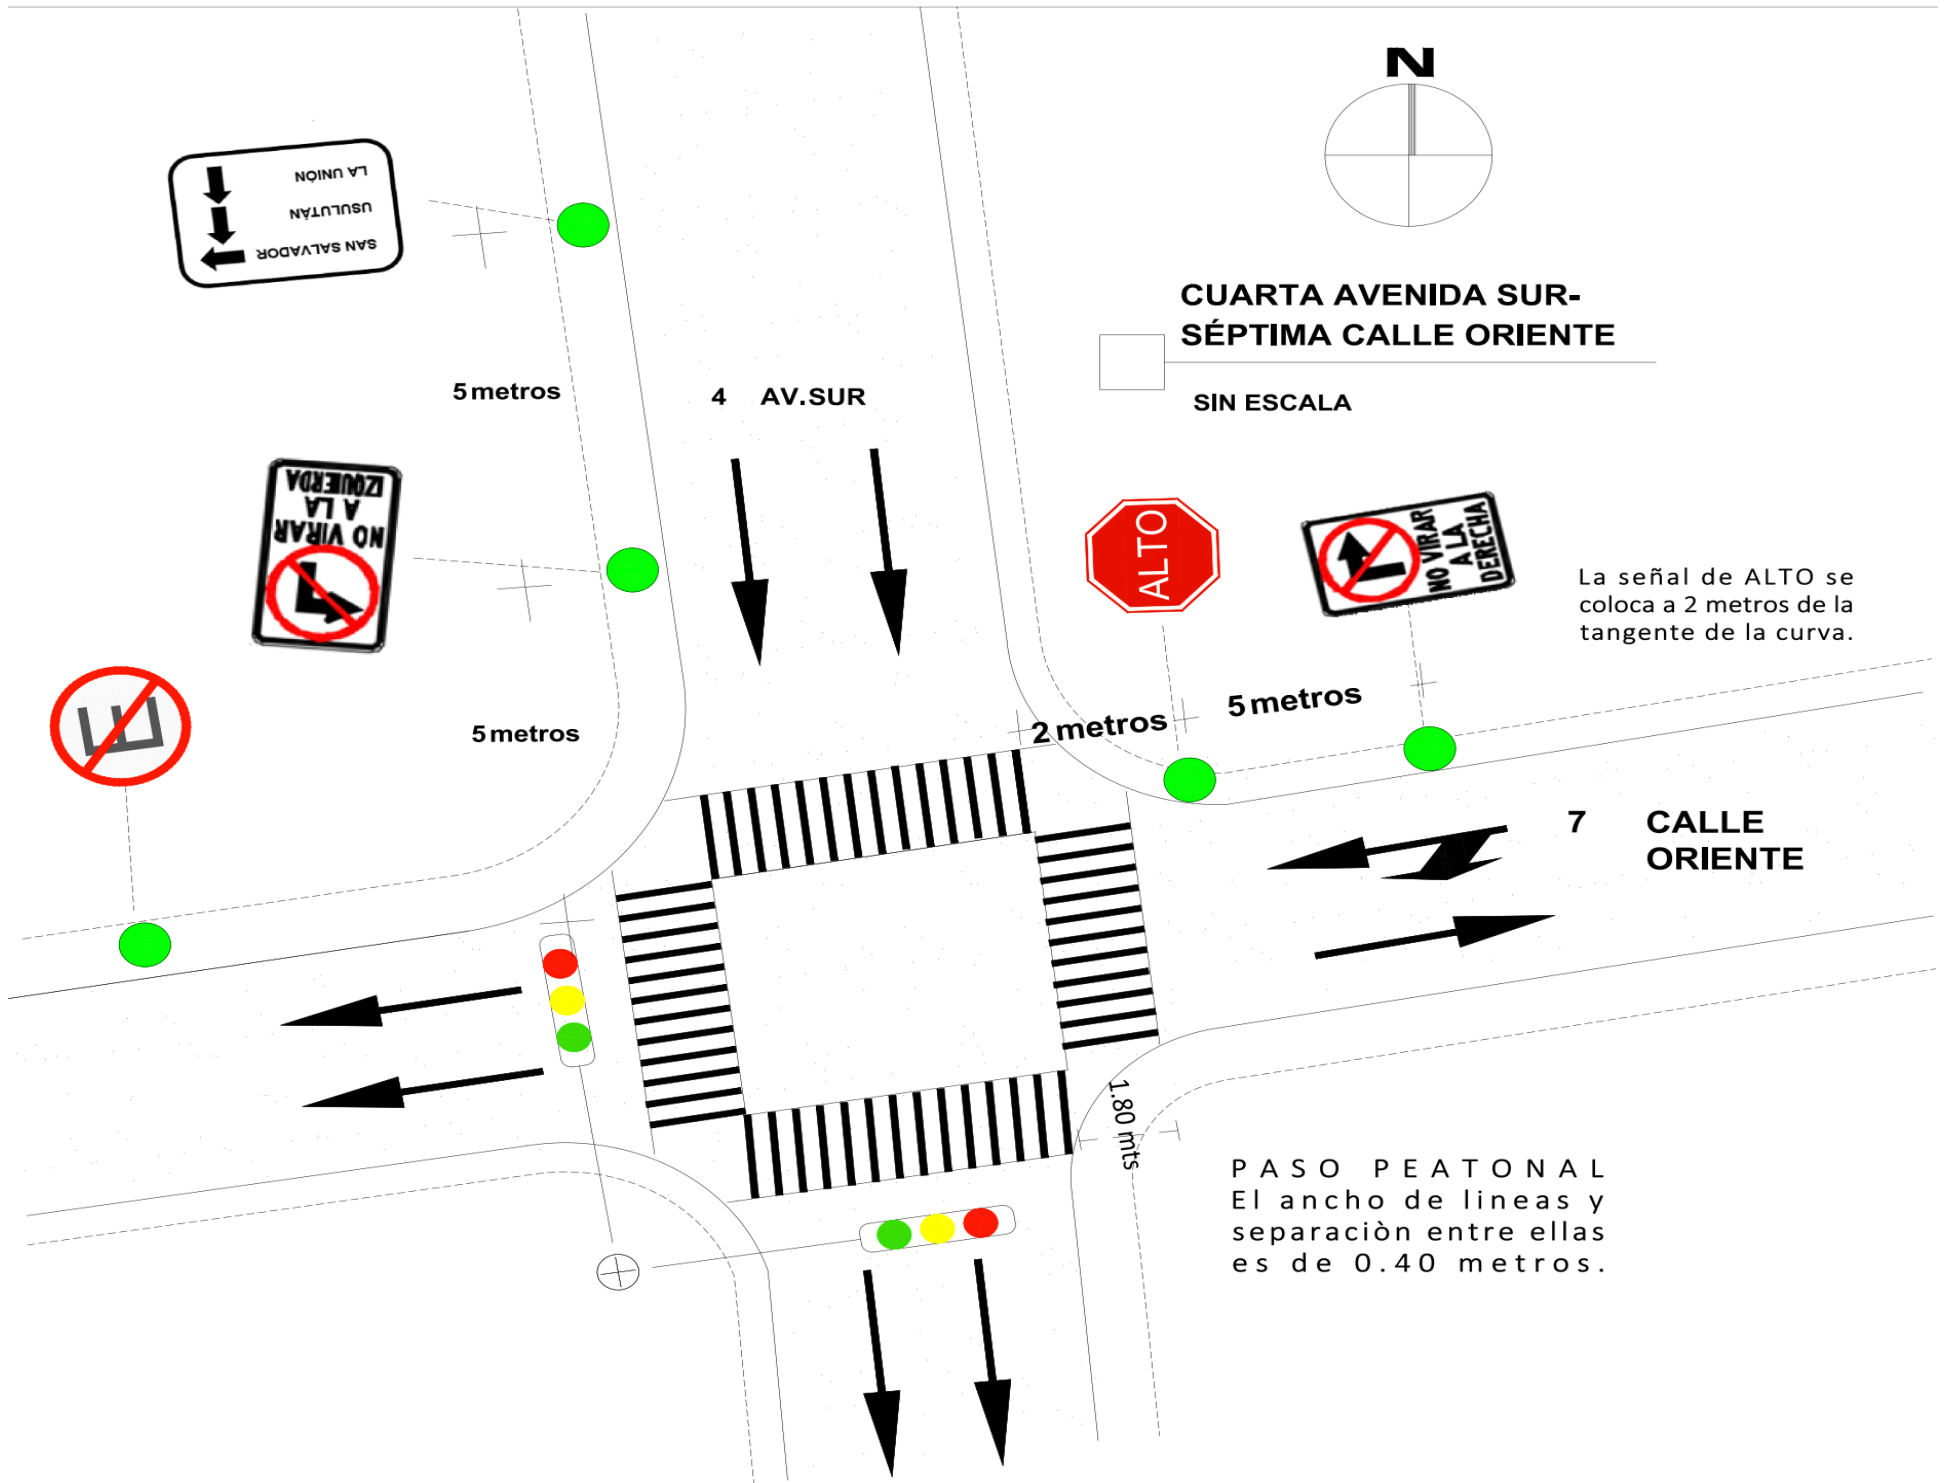 N
LA UNIÓN
USULUTÁN
SAN SALVADOR
CUARTA AVENIDA SUR-
SÉPTIMA CALLE ORIENTE
SIN ESCALA
5 metros
4 AV.SUR
NO VIRAR
A LA
IZQUIERDA
ALTO
NO VIRAR
A LA
DERECHA
La señal de ALTO se
coloca a 2 metros de la
tangente de la curva.
E
5 metros
2 metros
5 metros
7 CALLE
ORIENTE
1.80 mts
PASO PEATONAL
El ancho de lineas y
separaciòn entre ellas
es de 0.40 metros.